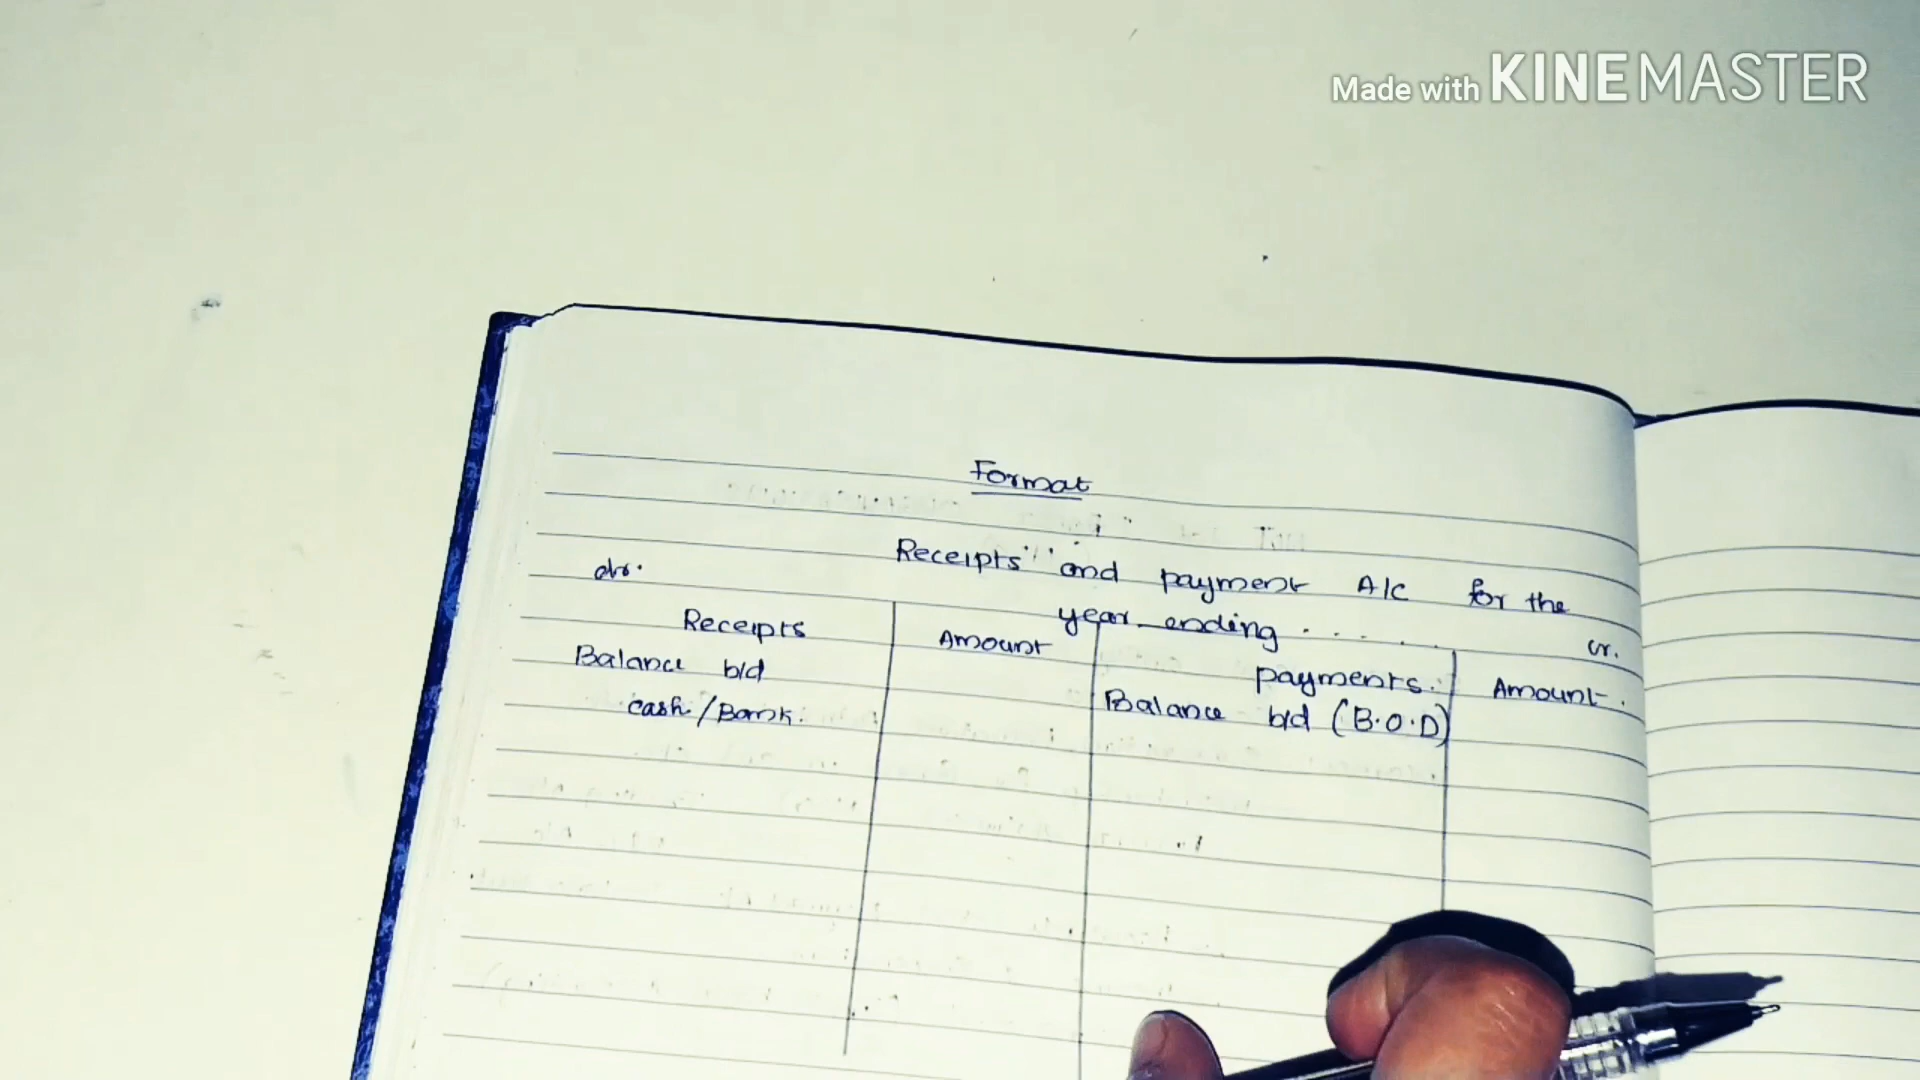 Made with KINEMASTER
Format
Receipts and payment A/c for the
year ending . . . . .
dr.
cr.
Receipts
Amount
payments.
Amount.
Balance b/d
cash/Bank.
Balance b/d (B.O.D)